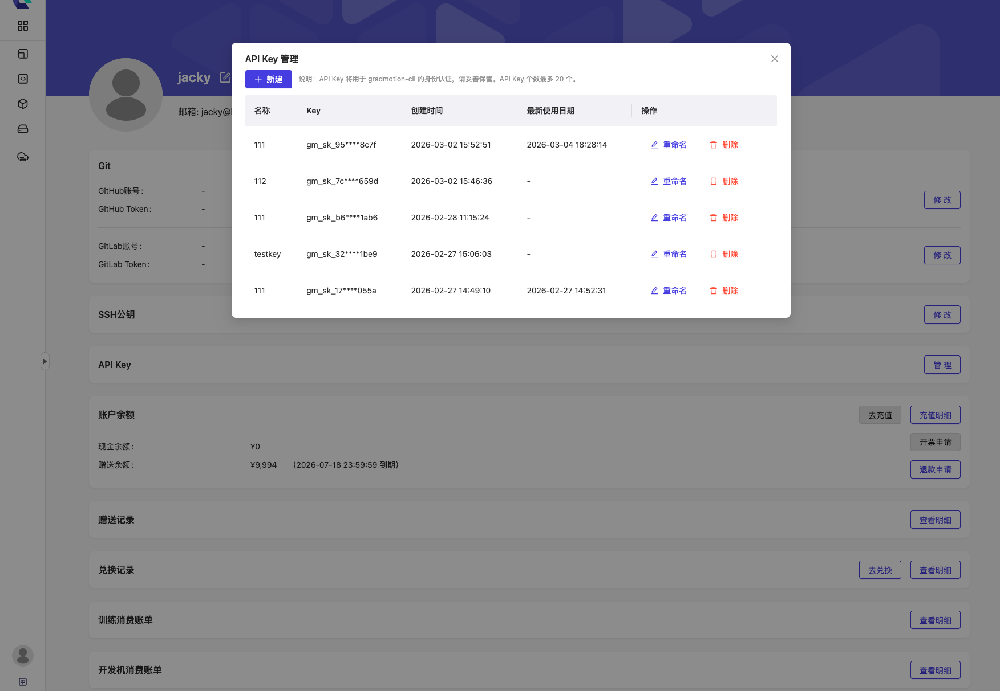 API Key 管理
新建
说明：API Key 将用于 gradmotion-cli 的身份认证，请妥善保管。API Key 个数最多 20 个。
名称 Key 创建时间 最新使用日期 操作
111 gm_sk_95****8c7f 2026-03-02 15:52:51 2026-03-04 18:28:14 重命名 删除
112 gm_sk_7c****659d 2026-03-02 15:46:36 - 重命名 删除
111 gm_sk_b6****1ab6 2026-02-28 11:15:24 - 重命名 删除
testkey gm_sk_32****1be9 2026-02-27 15:06:03 - 重命名 删除
111 gm_sk_17****055a 2026-02-27 14:49:10 2026-02-27 14:52:31 重命名 删除
jacky
邮箱: jacky@
Git
GitHub账号: -
GitHub Token: -
修 改
GitLab账号: -
GitLab Token: -
修 改
SSH公钥 修 改
API Key 管 理
账户余额 去充值 充值明细
开票申请
现金余额: ¥0
赠送余额: ¥9,994 (2026-07-18 23:59:59 到期)
退款申请
赠送记录 查看明细
兑换记录 去兑换 查看明细
训练消费账单 查看明细
开发机消费账单 查看明细
中